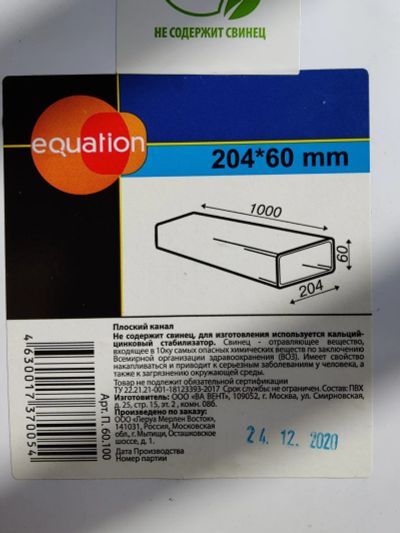 НЕ СОДЕРЖИТ СВИНЕЦ
equation
204*60 mm
1000
60
204
Плоский канал
Не содержит свинец, для изготовления используется кальций-
цинковый стабилизатор. Свинец - отравляющее вещество,
входящее в 10ку самых опасных химических веществ по заключению
Всемирной организации здравоохранения (ВОЗ). Имеет свойство
накапливаться и приводит к серьезным заболеваниям у человека, а
также к загрязнению окружающей среды.
Товар не подлежит обязательной сертификации
ТУ 22.21.21-001-18123393-2017 Срок службы: не ограничен. Состав: ПВХ
Изготовитель: ООО «ВА ВЕНТ», 109052, г. Москва, ул. Смирновская,
д. 25, стр. 15, эт. 2 , комн. 08б.
Произведено по заказу:
ООО «Леруа Мерлен Восток»,
141031, Россия, Московская
обл., г. Мытищи, Осташковское
шоссе, д. 1.
Дата Производства
Номер партии
24. 12. 2020
4630017370054
Арт. П. 60.100